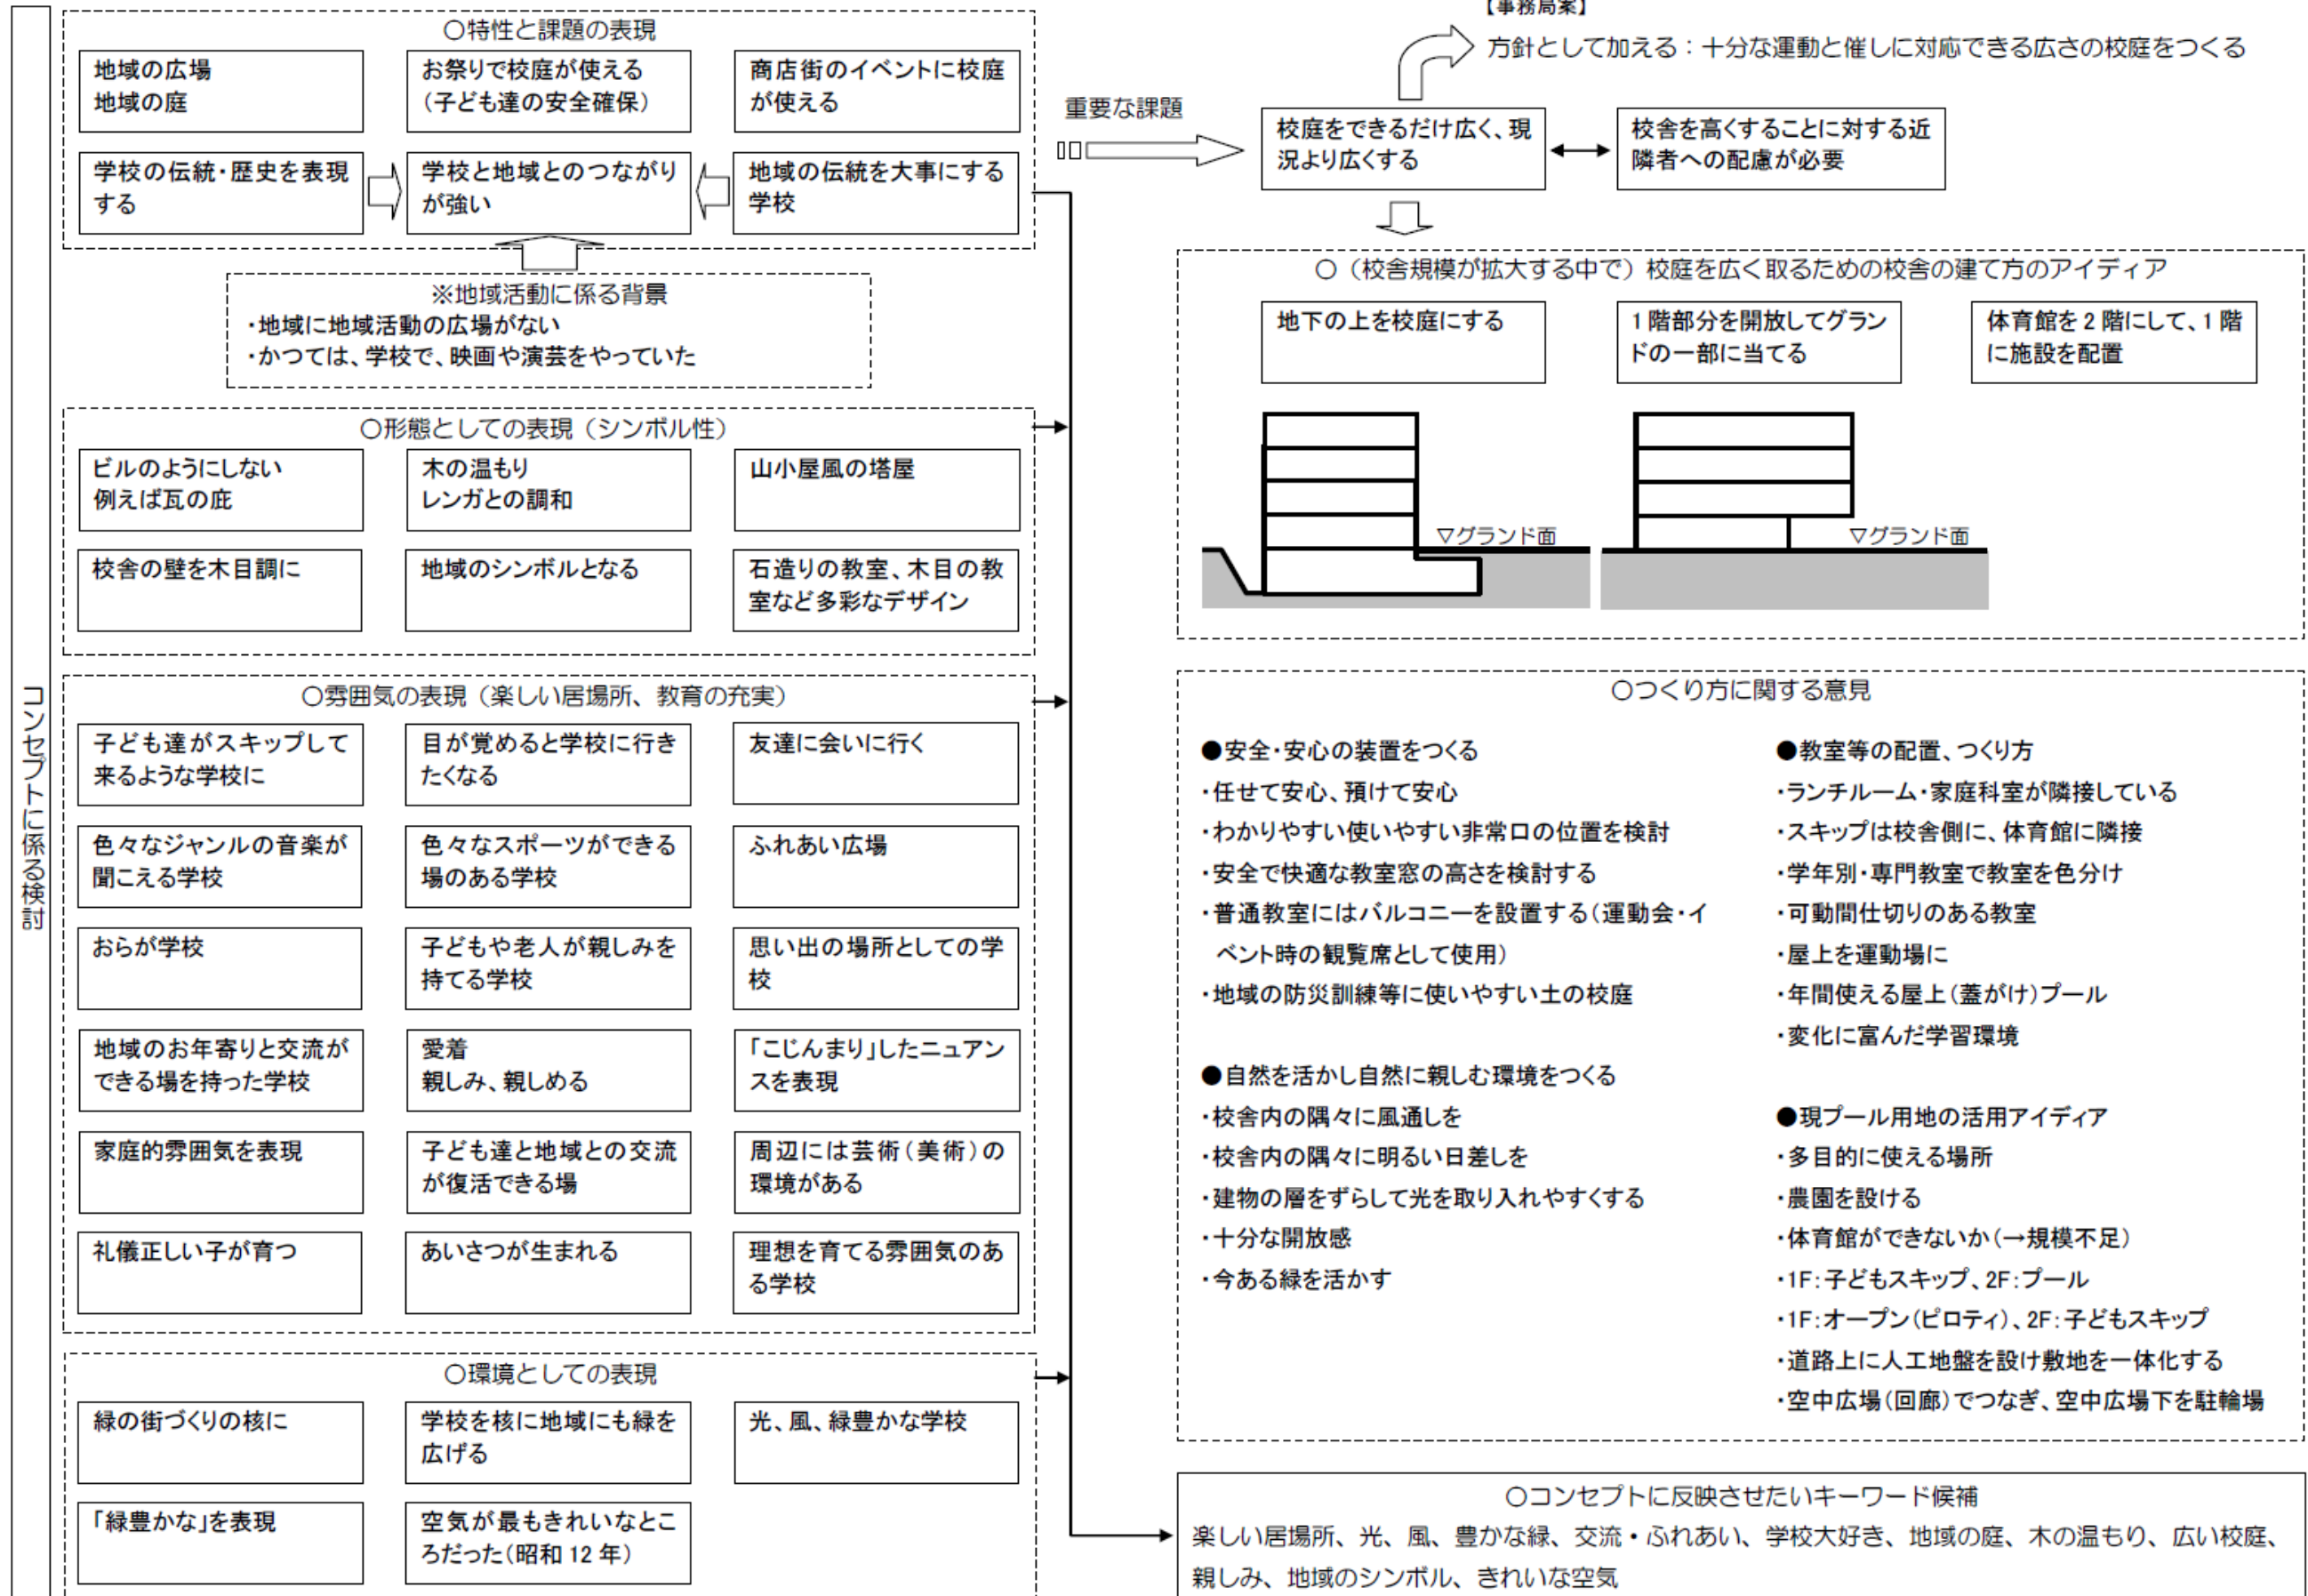 コンセプトに係る検討
○特性と課題の表現
地域の広場
地域の庭
お祭りで校庭が使える
（子ども達の安全確保）
商店街のイベントに校庭
が使える
学校の伝統・歴史を表現
する
学校と地域とのつながり
が強い
地域の伝統を大事にする
学校
※地域活動に係る背景
・地域に地域活動の広場がない
・かつては、学校で、映画や演芸をやっていた
○形態としての表現（シンボル性）
ビルのようにしない
例えば瓦の庇
木の温もり
レンガとの調和
山小屋風の塔屋
校舎の壁を木目調に
地域のシンボルとなる
石造りの教室、木目の教
室など多彩なデザイン
○雰囲気の表現（楽しい居場所、教育の充実）
子ども達がスキップして
来るような学校に
目が覚めると学校に行き
たくなる
友達に会いに行く
色々なジャンルの音楽が
聞こえる学校
色々なスポーツができる
場のある学校
ふれあい広場
おらが学校
子どもや老人が親しみを
持てる学校
思い出の場所としての学
校
地域のお年寄りと交流が
できる場を持った学校
愛着
親しみ、親しめる
「こじんまり」したニュアン
スを表現
家庭的雰囲気を表現
子ども達と地域との交流
が復活できる場
周辺には芸術（美術）の
環境がある
礼儀正しい子が育つ
あいさつが生まれる
理想を育てる雰囲気のあ
る学校
○環境としての表現
緑の街づくりの核に
学校を核に地域にも緑を
広げる
光、風、緑豊かな学校
「緑豊かな」を表現
空気が最もきれいなとこ
ろだった（昭和 12 年）
【事務局案】
方針として加える：十分な運動と催しに対応できる広さの校庭をつくる
重要な課題
校庭をできるだけ広く、現
況より広くする
校舎を高くすることに対する近
隣者への配慮が必要
○（校舎規模が拡大する中で）校庭を広く取るための校舎の建て方のアイディア
地下の上を校庭にする
1 階部分を開放してグラン
ドの一部に当てる
体育館を 2 階にして、1 階
に施設を配置
▽グランド面
▽グランド面
○つくり方に関する意見
●安全・安心の装置をつくる
・任せて安心、預けて安心
・わかりやすい使いやすい非常口の位置を検討
・安全で快適な教室窓の高さを検討する
・普通教室にはバルコニーを設置する（運動会・イ
ベント時の観覧席として使用）
・地域の防災訓練等に使いやすい土の校庭
●自然を活かし自然に親しむ環境をつくる
・校舎内の隅々に風通しを
・校舎内の隅々に明るい日差しを
・建物の層をずらして光を取り入れやすくする
・十分な開放感
・今ある緑を活かす
●教室等の配置、つくり方
・ランチルーム・家庭科室が隣接している
・スキップは校舎側に、体育館に隣接
・学年別・専門教室で教室を色分け
・可動間仕切りのある教室
・屋上を運動場に
・年間使える屋上（蓋がけ）プール
・変化に富んだ学習環境
●現プール用地の活用アイディア
・多目的に使える場所
・農園を設ける
・体育館ができないか（→規模不足）
・1F：子どもスキップ、2F：プール
・1F：オープン（ピロティ）、2F：子どもスキップ
・道路上に人工地盤を設け敷地を一体化する
・空中広場（回廊）でつなぎ、空中広場下を駐輪場
○コンセプトに反映させたいキーワード候補
楽しい居場所、光、風、豊かな緑、交流・ふれあい、学校大好き、地域の庭、木の温もり、広い校庭、
親しみ、地域のシンボル、きれいな空気